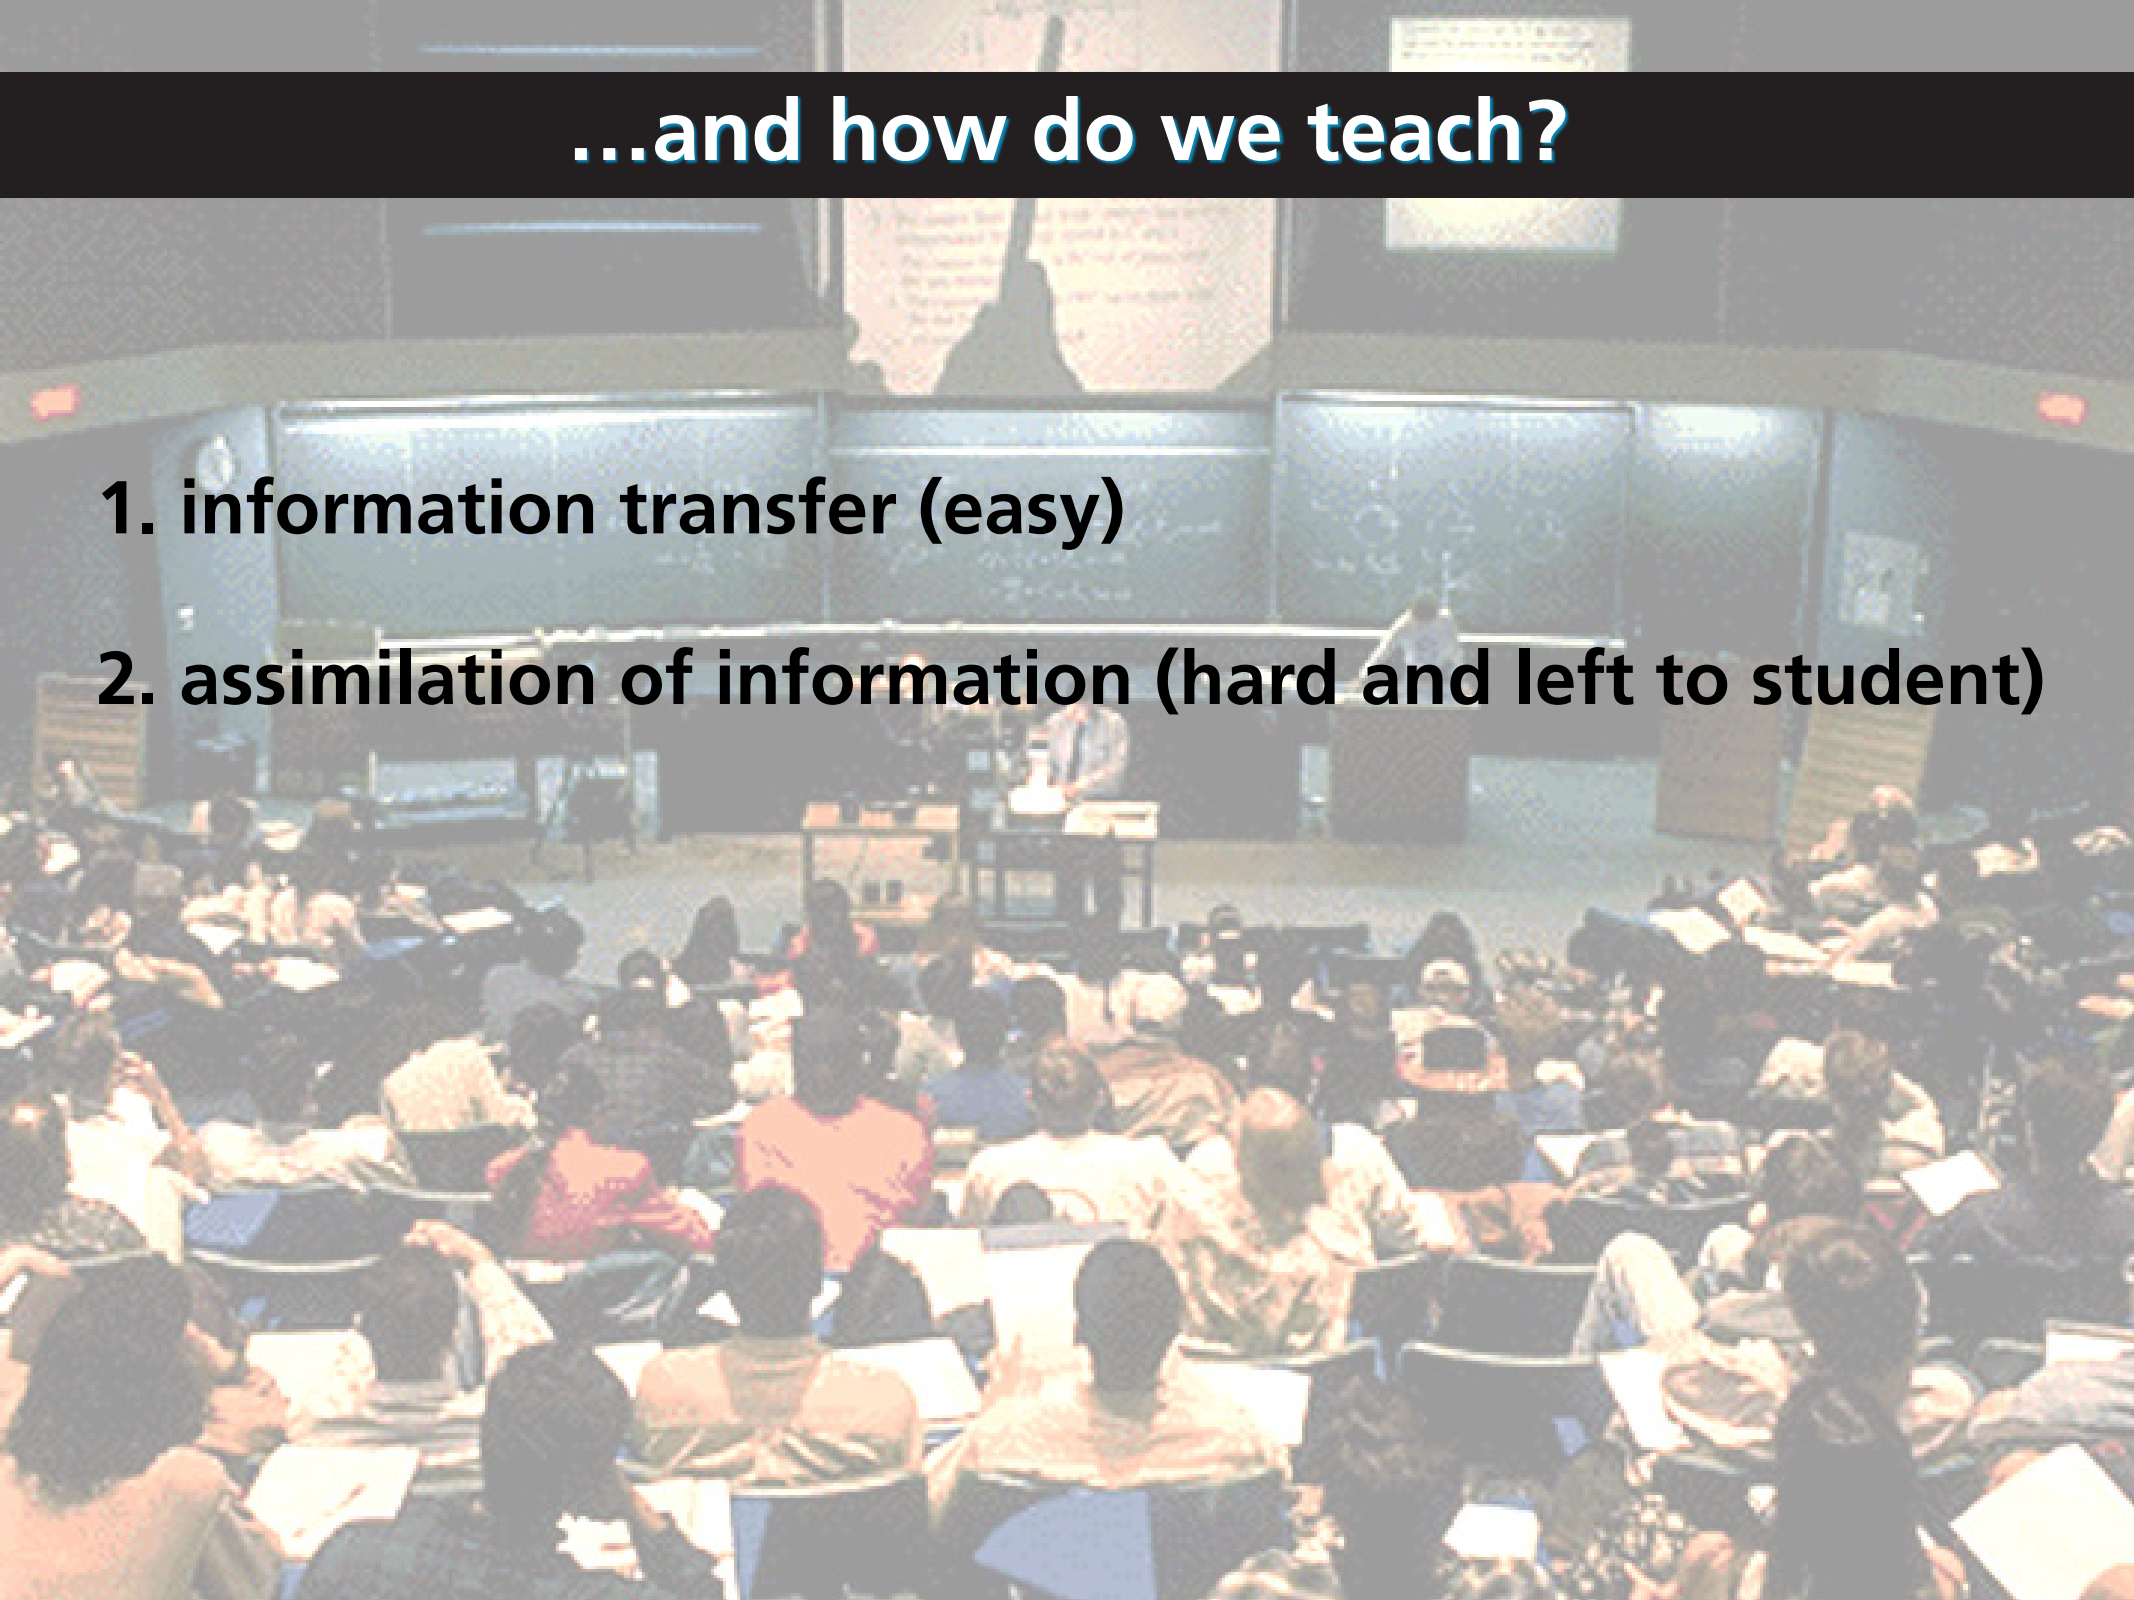 …and how do we teach?
1. information transfer (easy)
2. assimilation of information (hard and left to student)